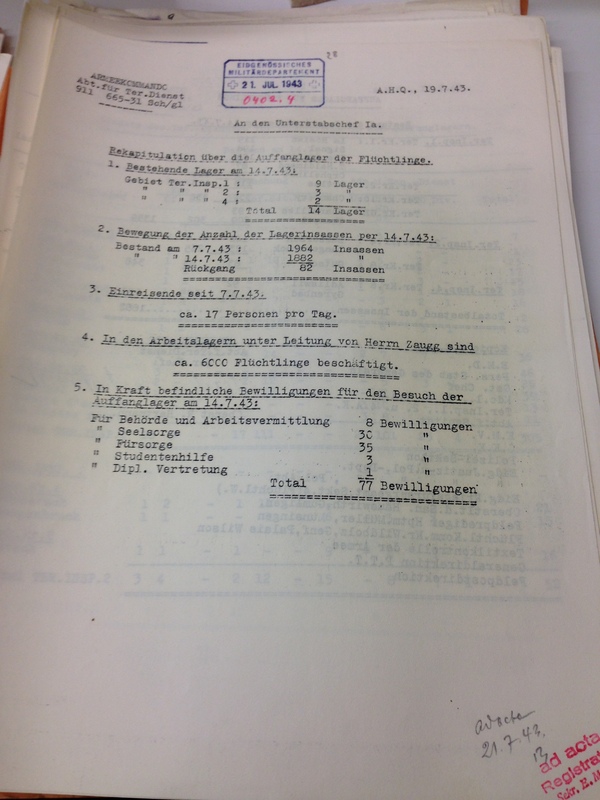 28
ARMEEKOMMANDO
Abt.für Ter.Dienst
911 665-31 Sch/gl
EIDGENÖSSISCHES
MILITÄRDEPARTEMENT
21. JUL. 1943
0402.4
A.H.Q., 19.7.43.
An den Unterstabschef Ia.
Rekapitulation über die Auffanglager der Flüchtlinge.
1. Bestehende Lager am 14.7.43:
Gebiet Ter.Insp.1 : 9 Lager
" " " 2 : 3 "
" " " 4 : 2 "
Total 14 Lager
2. Bewegung der Anzahl der Lagerinsassen per 14.7.43:
Bestand am 7.7.43 : 1964 Insassen
" " 14.7.43 : 1882 "
Rückgang 82 Insassen
3. Einreisende seit 7.7.43.
ca. 17 Personen pro Tag.
4. In den Arbeitslagern unter Leitung von Herrn Zaugg sind
ca. 6000 Flüchtlinge beschäftigt.
5. In Kraft befindliche Bewilligungen für den Besuch der
Auffanglager am 14.7.43:
Für Behörde und Arbeitsvermittlung 8 Bewilligungen
" Seelsorge 30 "
" Fürsorge 35 "
" Studentenhilfe 3 "
" Dipl. Vertretung 1 "
Total 77 Bewilligungen
ad acta
21.7.43.
ad acta
Registrat
Sekr. E.M